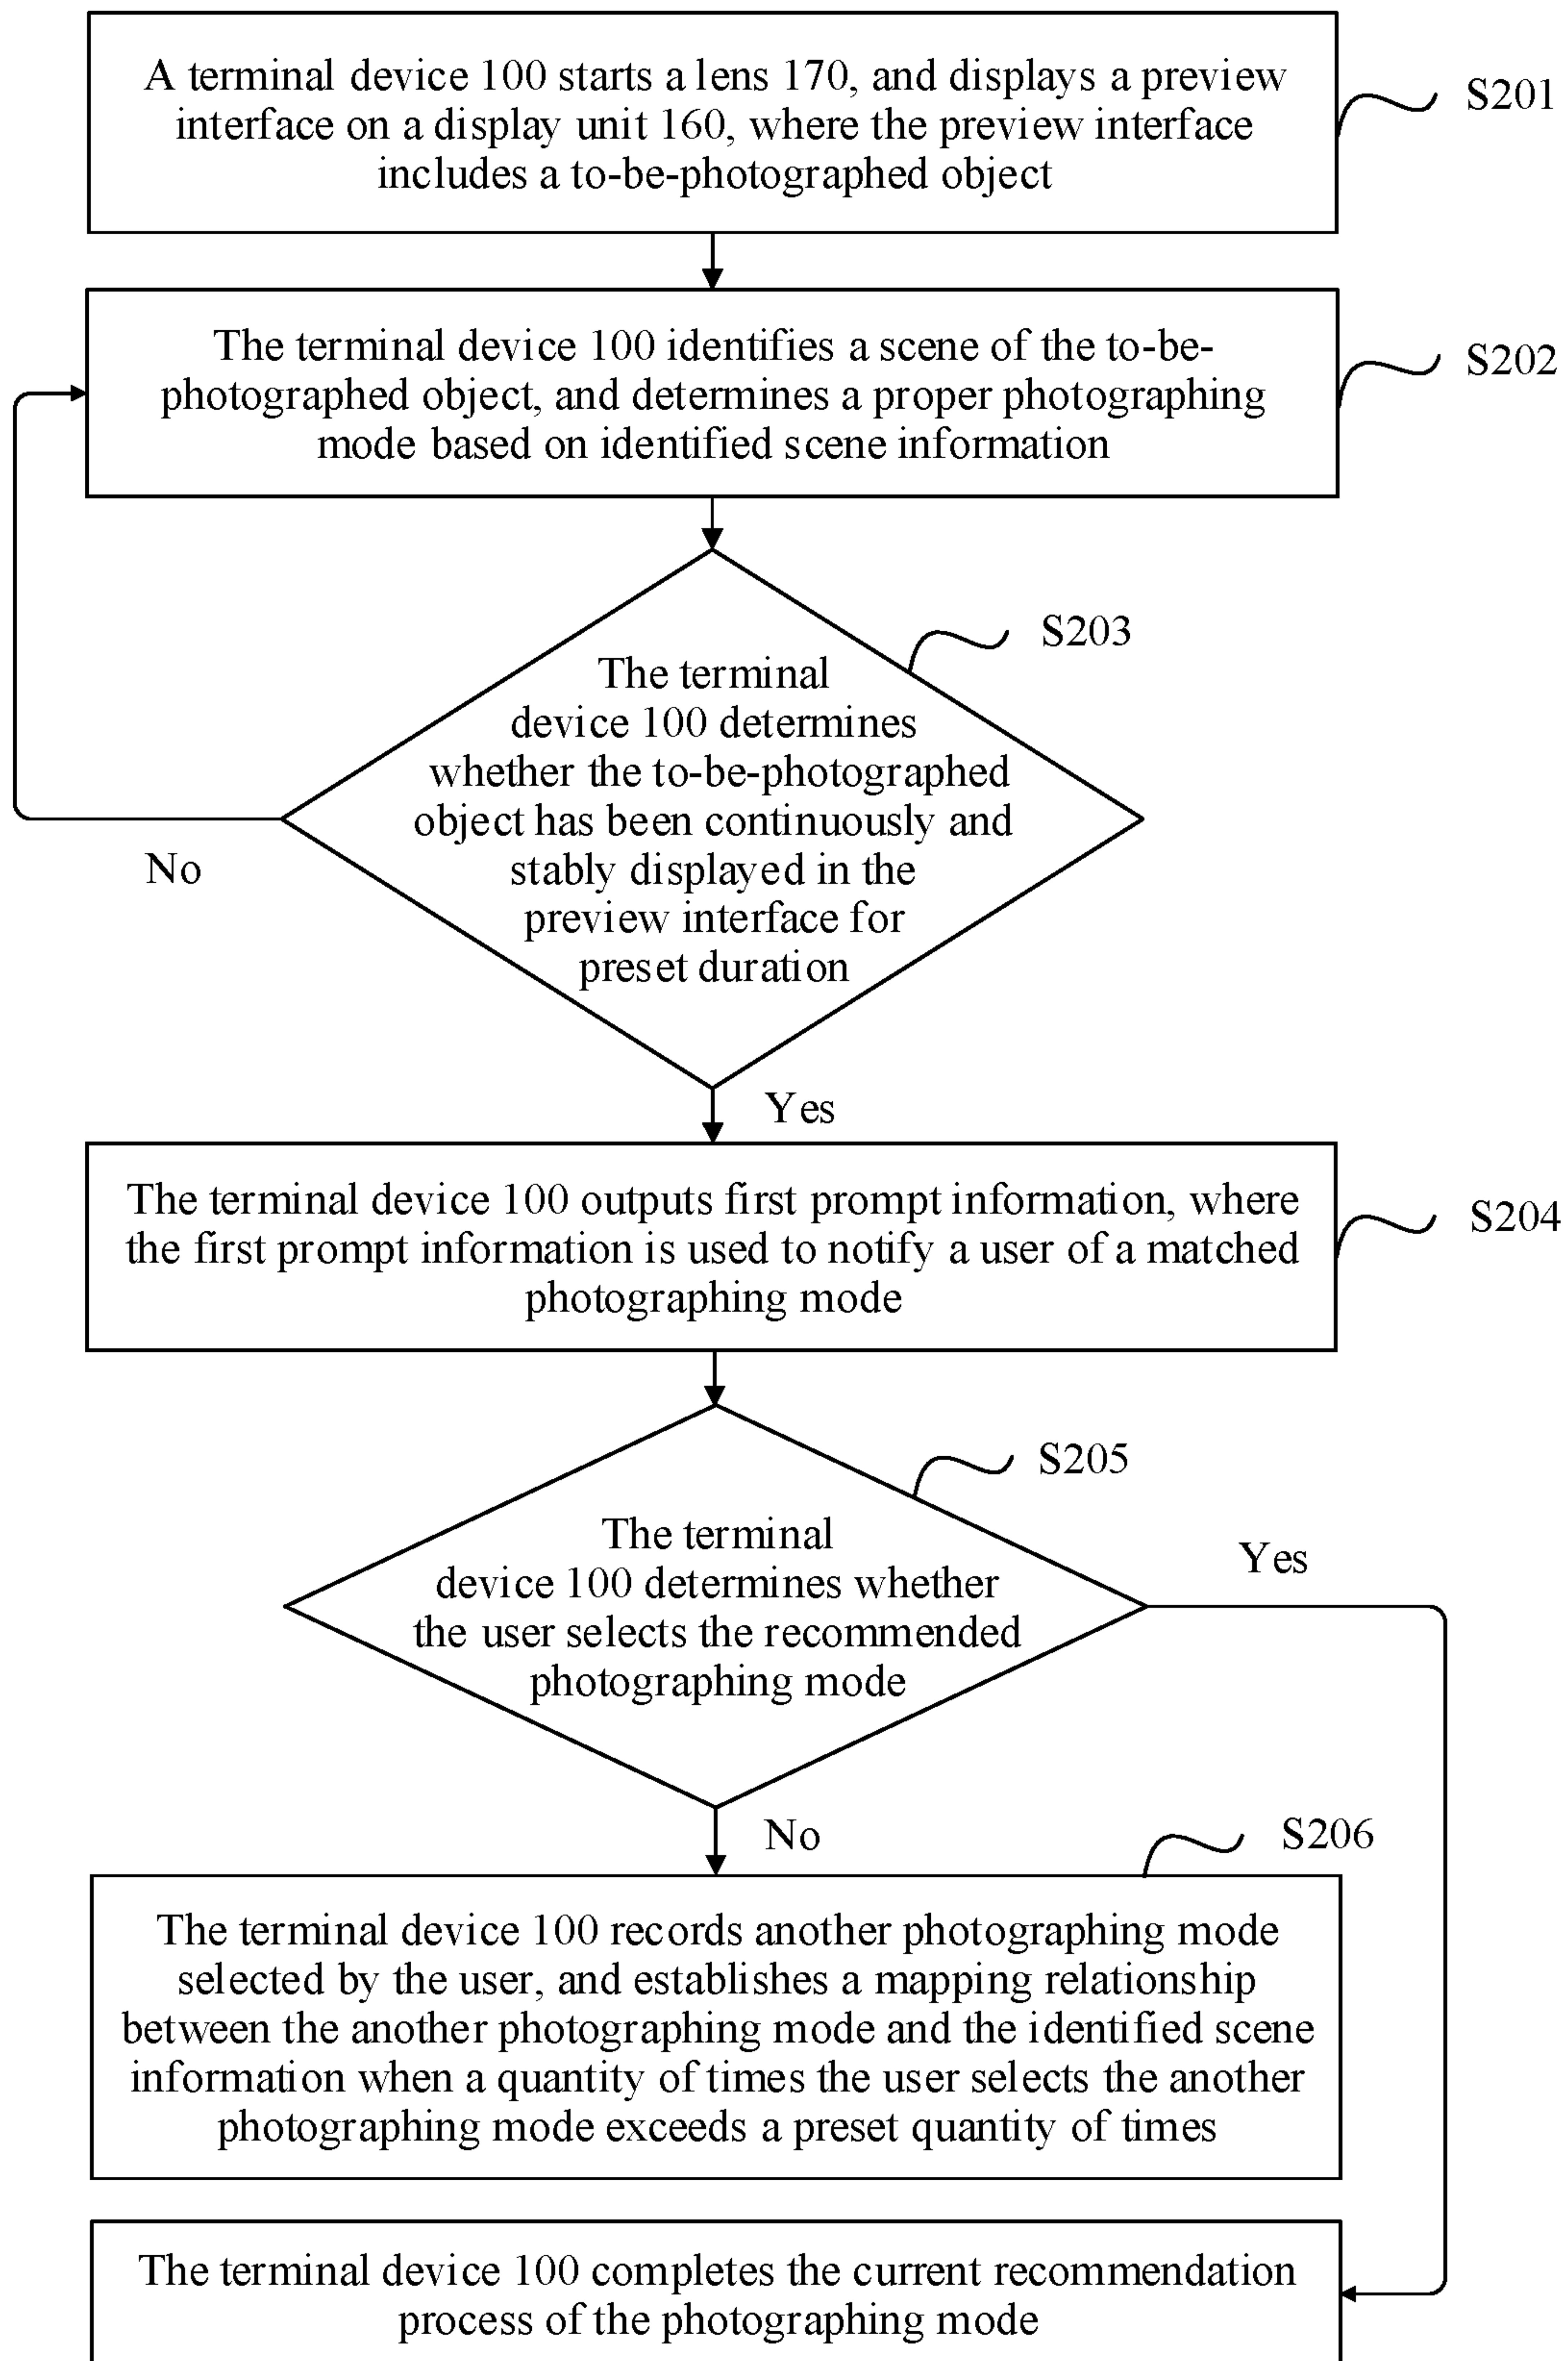 A terminal device 100 starts a lens 170, and displays a preview
interface on a display unit 160, where the preview interface
includes a to-be-photographed object
S201
The terminal device 100 identifies a scene of the to-be-
photographed object, and determines a proper photographing
mode based on identified scene information
S202
S203
The terminal
device 100 determines
whether the to-be-photographed
object has been continuously and
stably displayed in the
preview interface for
preset duration
No
Yes
The terminal device 100 outputs first prompt information, where
the first prompt information is used to notify a user of a matched
photographing mode
S204
S205
The terminal
device 100 determines whether
the user selects the recommended
photographing mode
Yes
No
S206
The terminal device 100 records another photographing mode
selected by the user, and establishes a mapping relationship
between the another photographing mode and the identified scene
information when a quantity of times the user selects the another
photographing mode exceeds a preset quantity of times
The terminal device 100 completes the current recommendation
process of the photographing mode